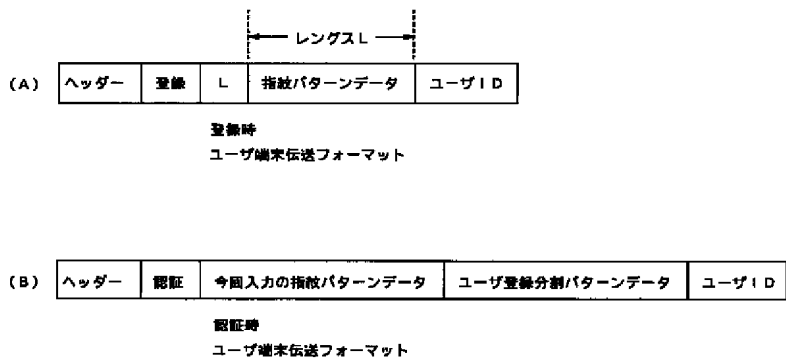 レングスL
(A) ヘッダー 登録 L 指紋パターンデータ ユーザID
登録時
ユーザ端末伝送フォーマット
(B) ヘッダー 認証 今回入力の指紋パターンデータ ユーザ登録分割パターンデータ ユーザID
認証時
ユーザ端末伝送フォーマット